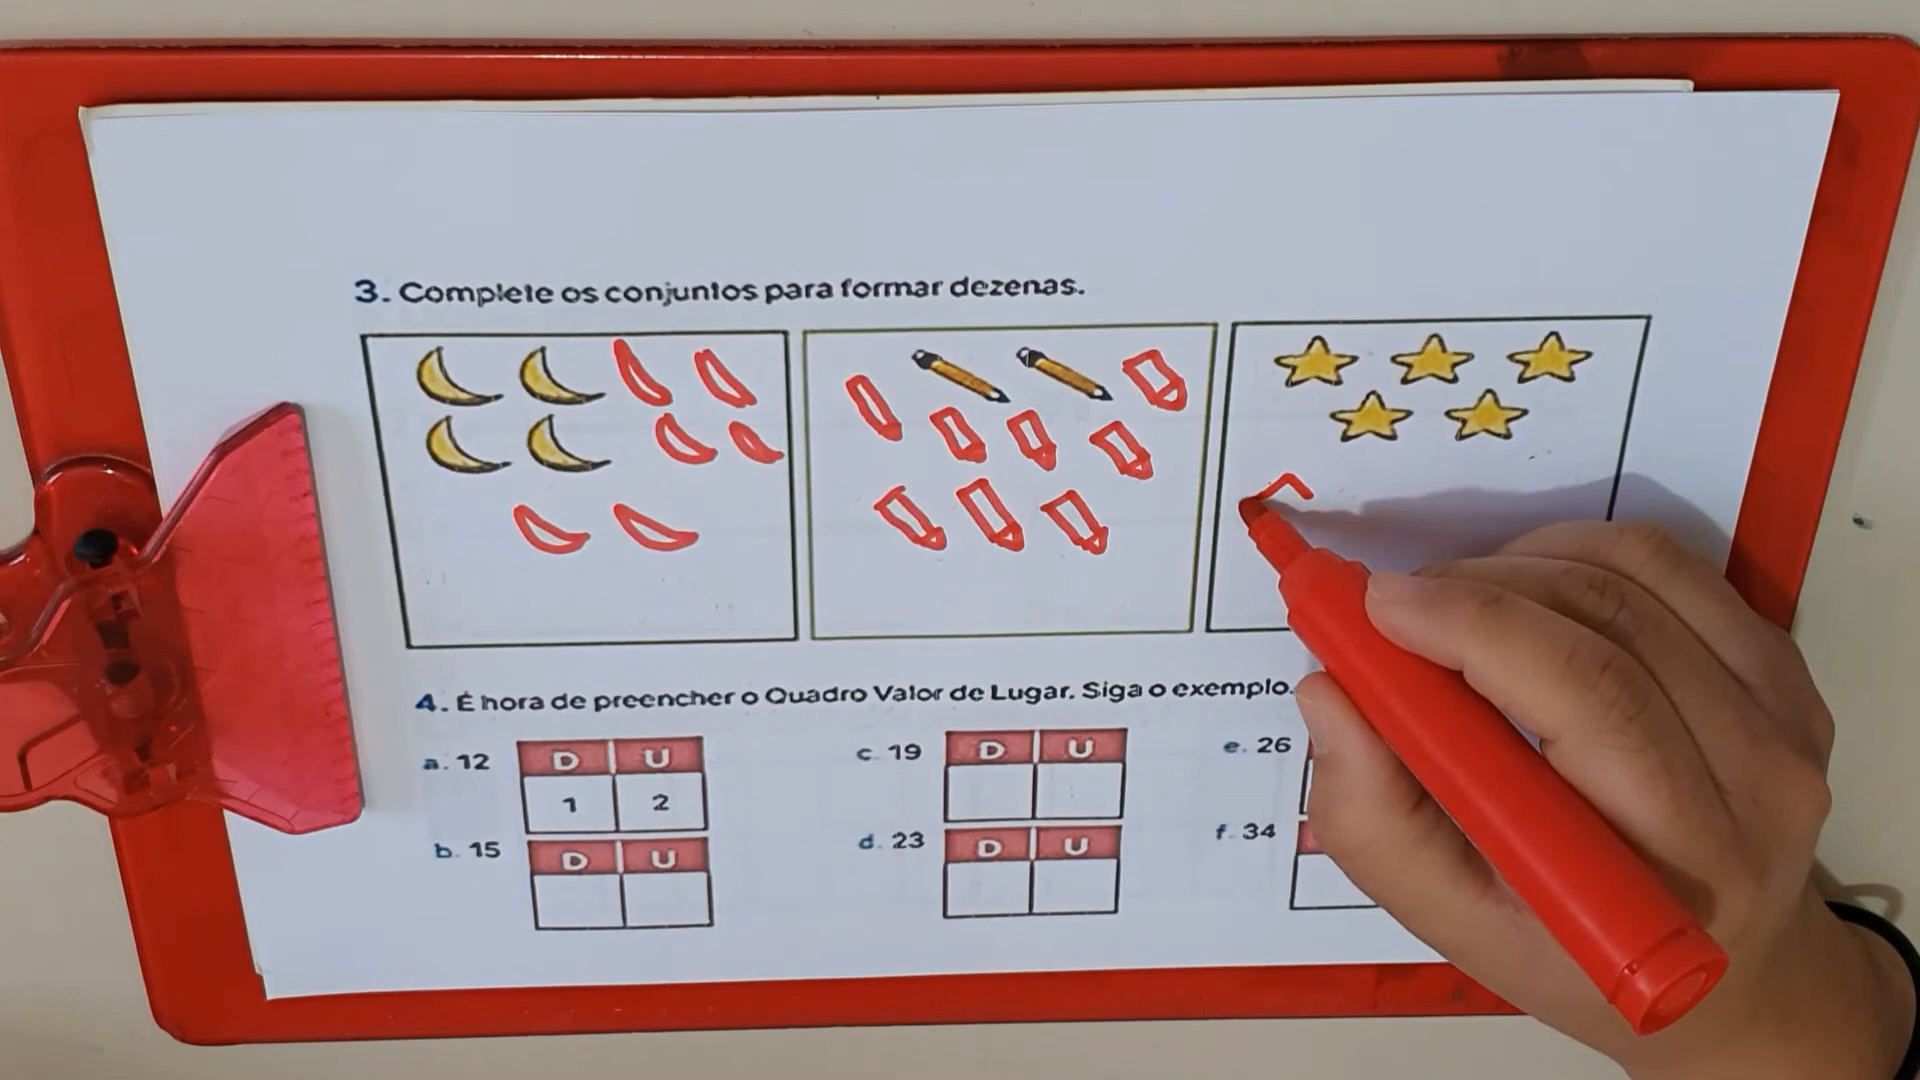 3. Complete os conjuntos para formar dezenas.
4. É hora de preencher o Quadro Valor de Lugar. Siga o exemplo.
a. 12
D U
1 2
c. 19
D U
e. 26
b. 15
D U
d. 23
D U
f. 34